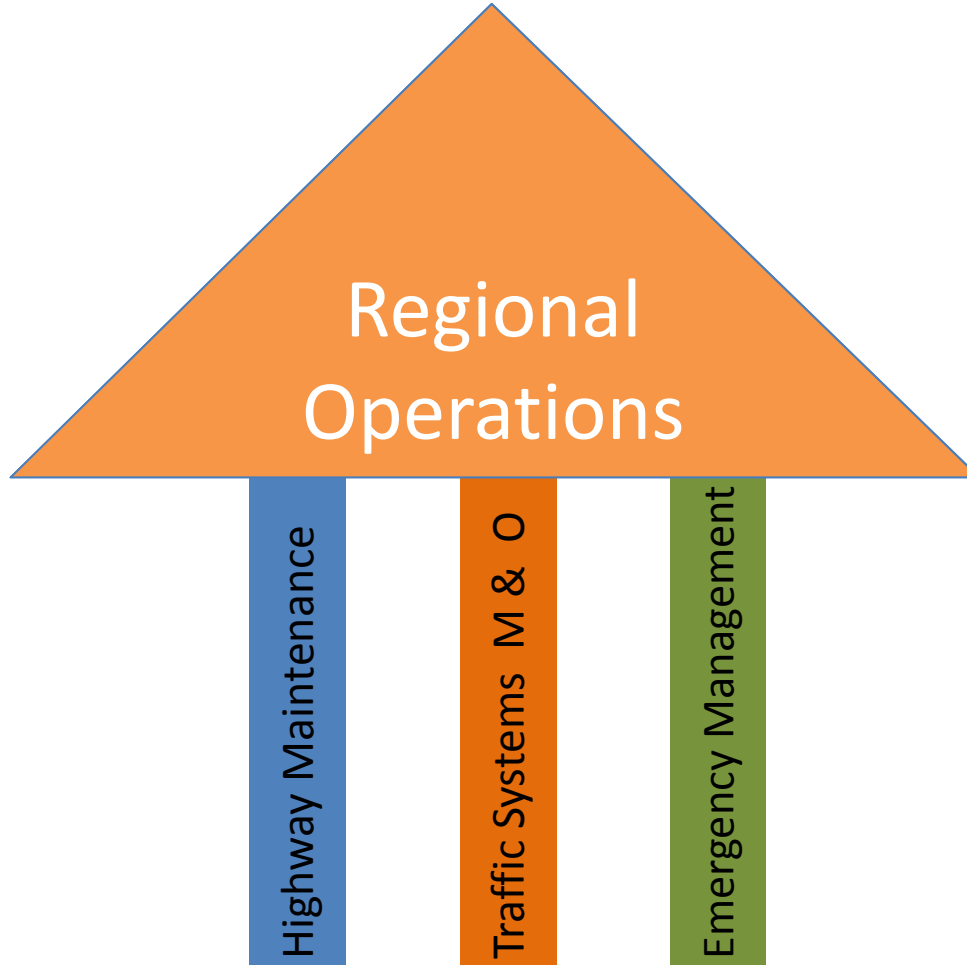 Regional
Operations
Highway Maintenance
Traffic Systems M & O
Emergency Management